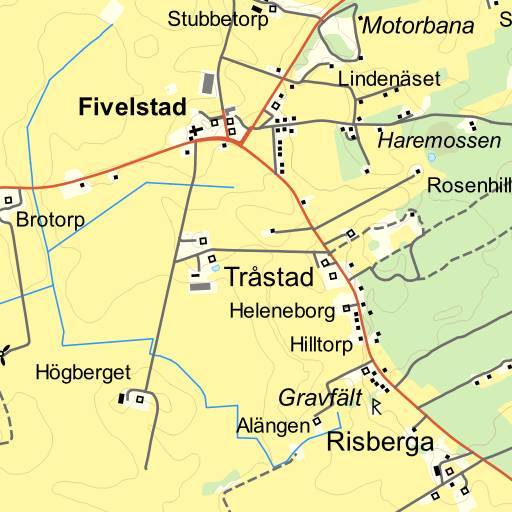 Stubbetorp
Motorbana
S
Lindenäset
Fivelstad
Haremossen
Rosenhill
Brotorp
Tråstad
Heleneborg
Hilltorp
Högberget
Gravfält
Alängen
Risberga